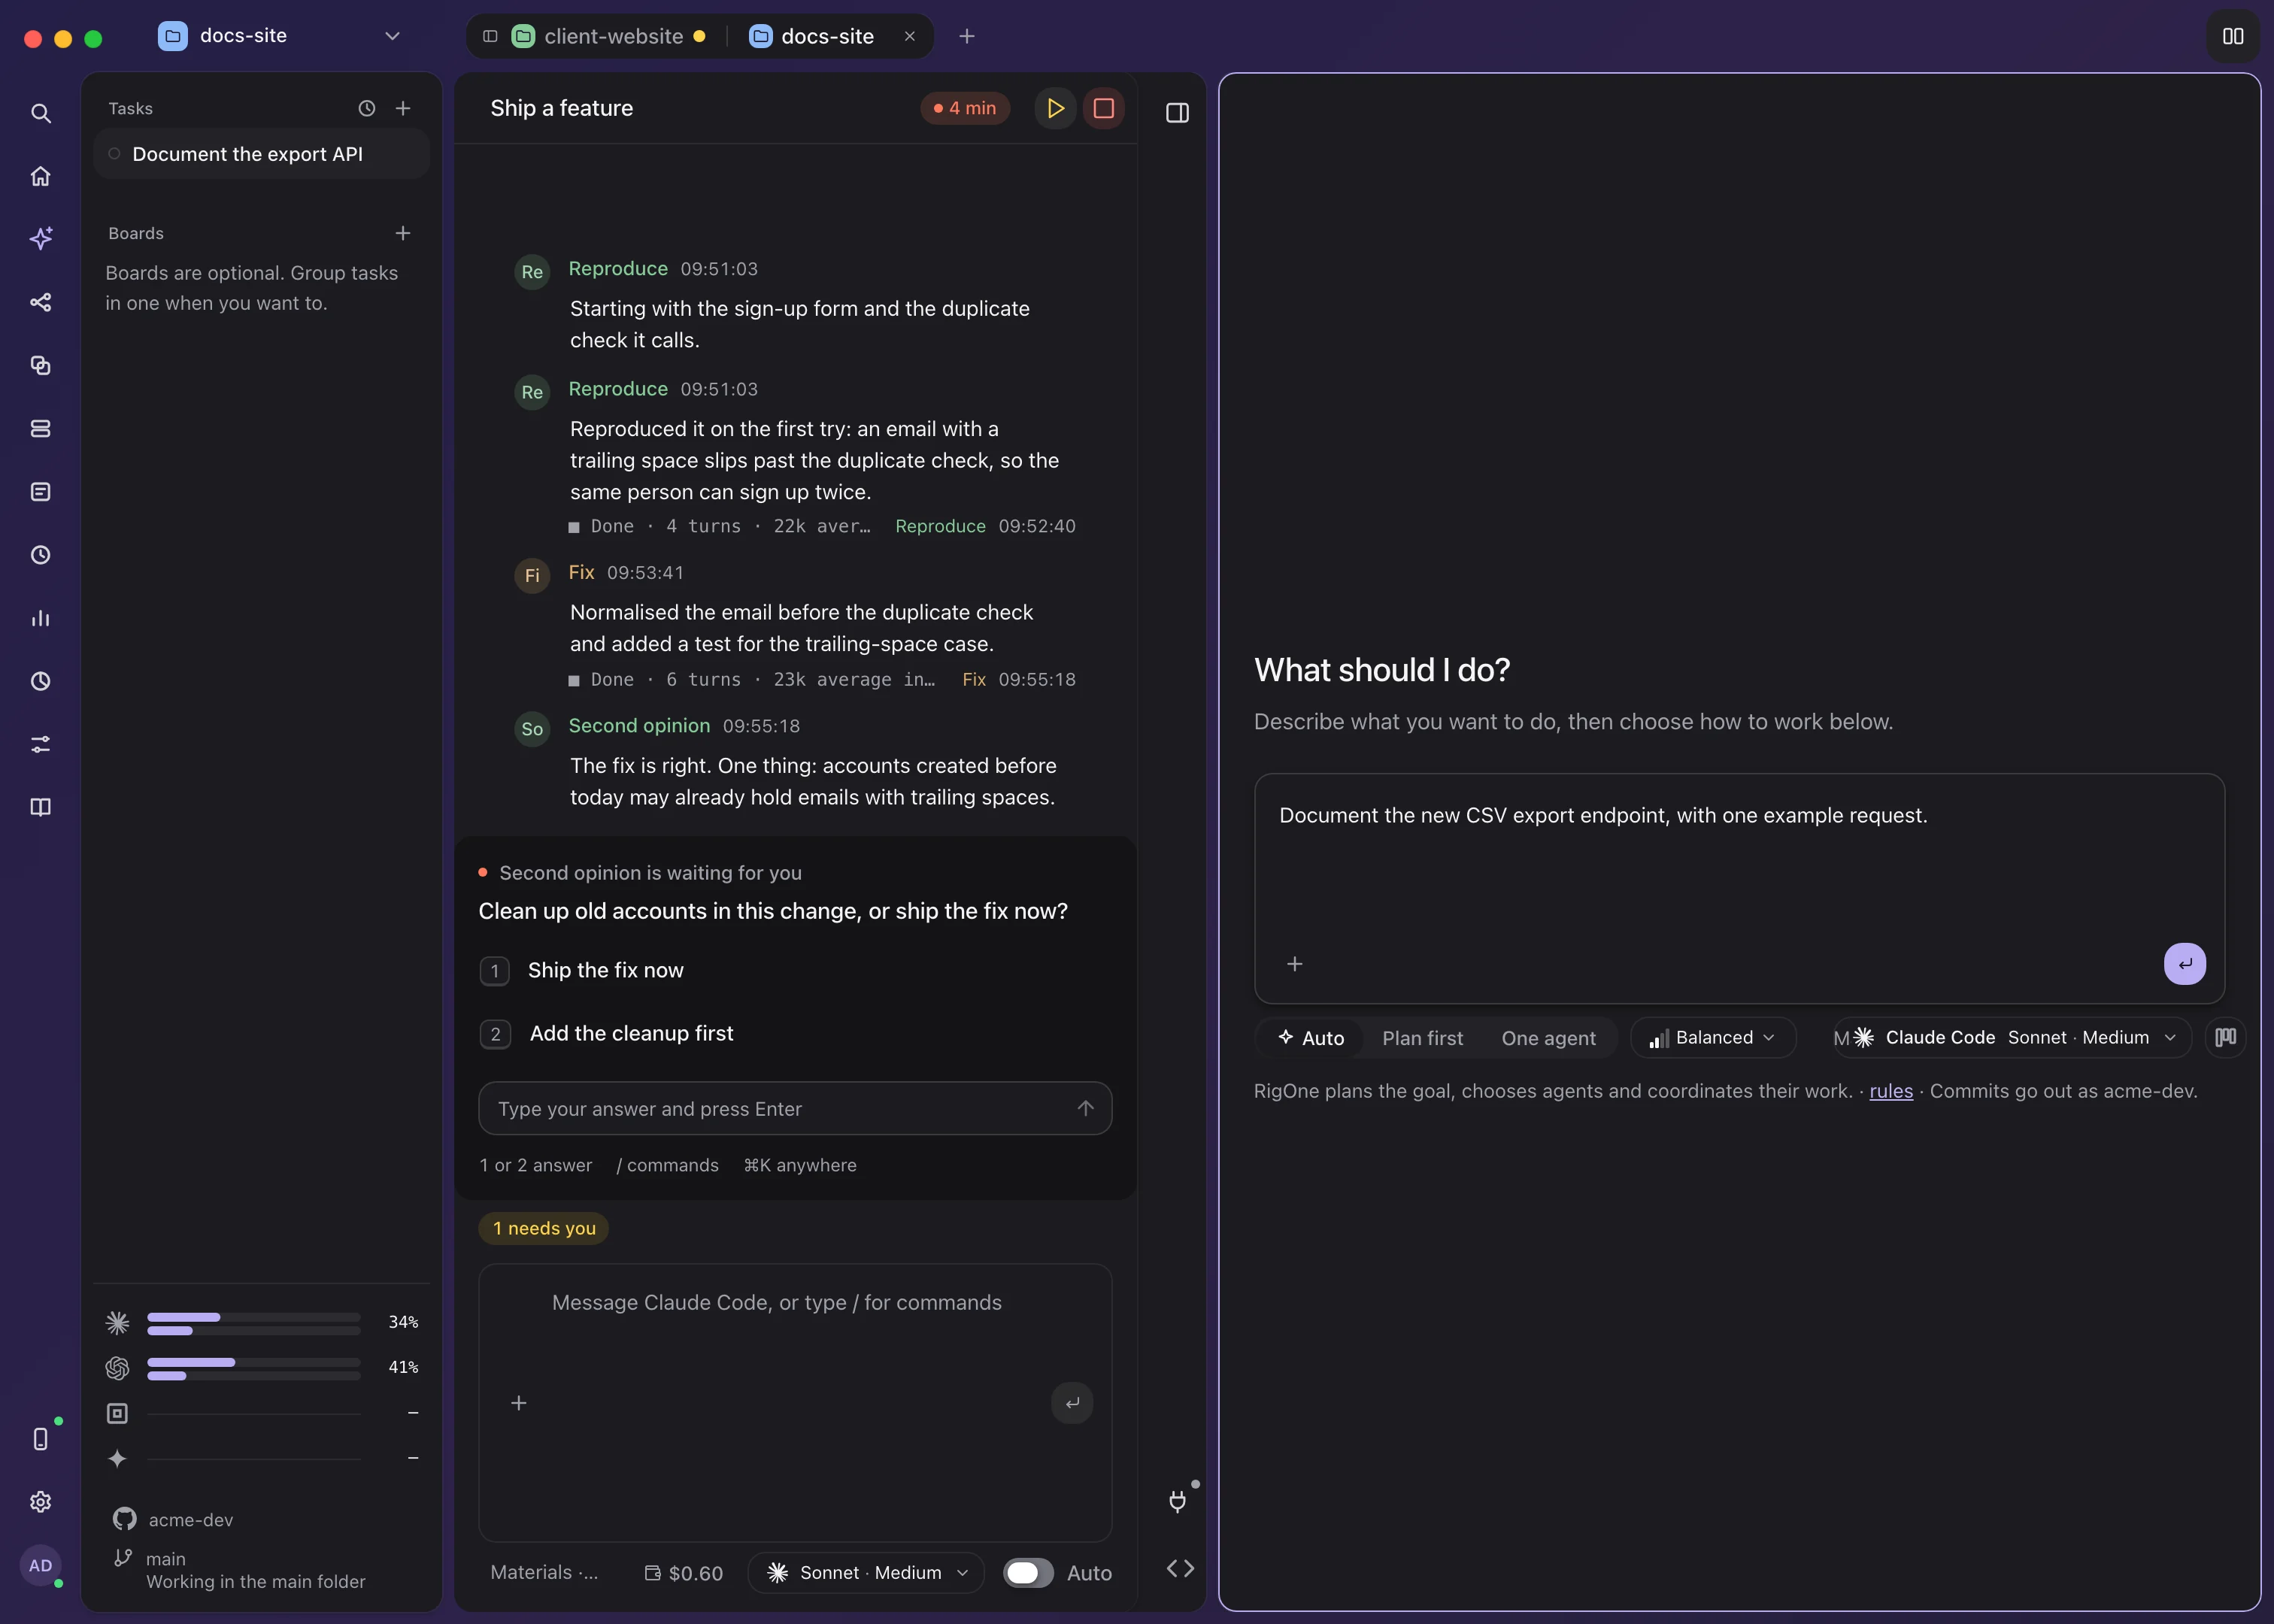 docs-site
client-website
docs-site
Tasks
Document the export API
Boards
Boards are optional. Group tasks
in one when you want to.
34%
41%
–
–
acme-dev
main
Working in the main folder
AD
Ship a feature
4 min
Re
Reproduce 09:51:03
Starting with the sign-up form and the duplicate
check it calls.
Re
Reproduce 09:51:03
Reproduced it on the first try: an email with a
trailing space slips past the duplicate check, so the
same person can sign up twice.
Done · 4 turns · 22k aver… Reproduce 09:52:40
Fi
Fix 09:53:41
Normalised the email before the duplicate check
and added a test for the trailing-space case.
Done · 6 turns · 23k average in… Fix 09:55:18
So
Second opinion 09:55:18
The fix is right. One thing: accounts created before
today may already hold emails with trailing spaces.
Second opinion is waiting for you
Clean up old accounts in this change, or ship the fix now?
1 Ship the fix now
2 Add the cleanup first
Type your answer and press Enter
1 or 2 answer / commands ⌘K anywhere
1 needs you
Message Claude Code, or type / for commands
Materials ·… $0.60 Sonnet · Medium Auto
What should I do?
Describe what you want to do, then choose how to work below.
Document the new CSV export endpoint, with one example request.
Auto Plan first One agent Balanced M Claude Code Sonnet · Medium
RigOne plans the goal, chooses agents and coordinates their work. · rules · Commits go out as acme-dev.